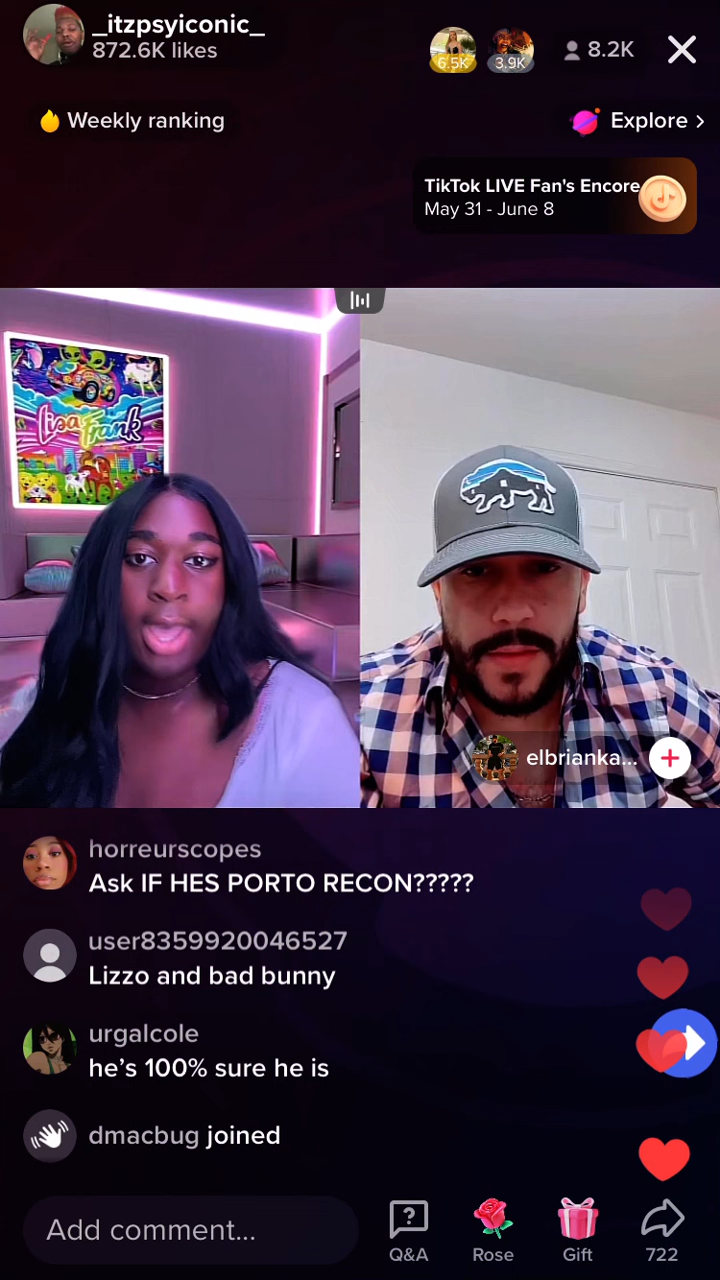 _itzpsyiconic_
872.6K likes
6.5K
3.9K
8.2K
Weekly ranking
Explore >
TikTok LIVE Fan's Encore
May 31 - June 8
Lisa
Frank
elbrianka...
horreurscopes
Ask IF HES PORTO RECON?????
user8359920046527
Lizzo and bad bunny
urgalcole
he's 100% sure he is
dmacbug joined
Add comment...
Q&A
Rose
Gift
722